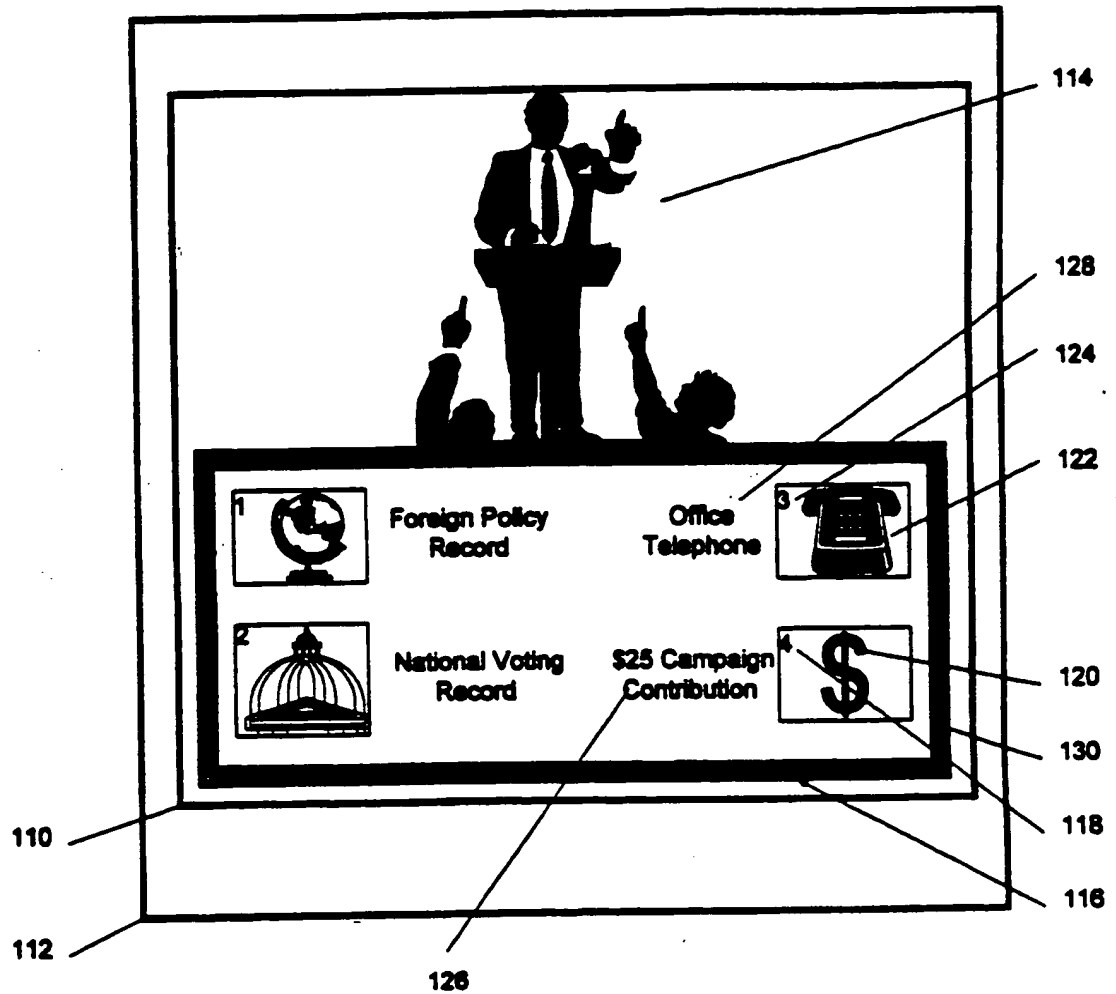 114
128
124
122
1
Foreign Policy
Record
Office
Telephone
3
2
National Voting
Record
$25 Campaign
Contribution
4
120
130
118
116
110
112
126